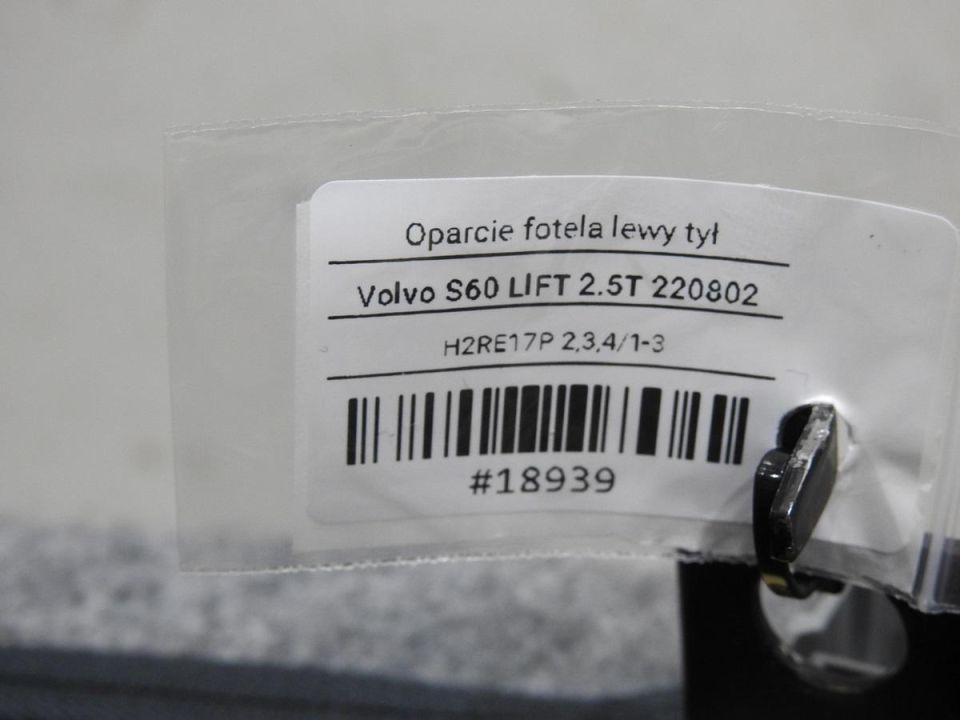 Oparcie fotela lewy tył
Volvo S60 LIFT 2.5T 220802
H2RE17P 2,3,4/1-3
#18939